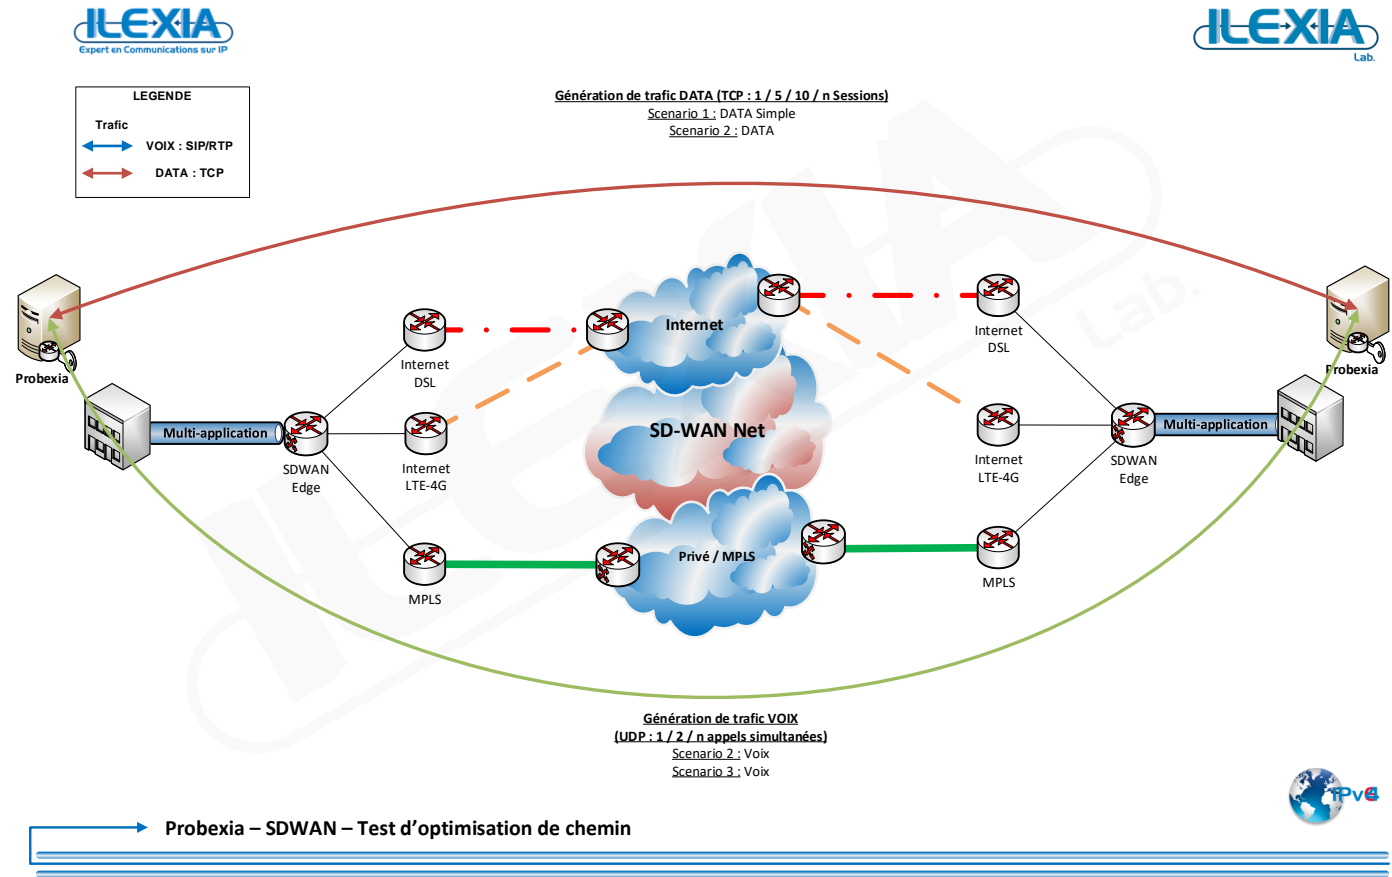 ILEXIA
Expert en Communications sur IP
ILEXIA
Lab.
LEGENDE
Trafic
VOIX : SIP/RTP
DATA : TCP
Génération de trafic DATA (TCP : 1 / 5 / 10 / n Sessions)
Scenario 1 : DATA Simple
Scenario 2 : DATA
Probexia
Multi-application
SDWAN
Edge
Internet
DSL
Internet
LTE-4G
MPLS
Internet
SD-WAN Net
Privé / MPLS
Internet
DSL
Internet
LTE-4G
MPLS
SDWAN
Edge
Multi-application
Probexia
ILEXIA
Lab.
Génération de trafic VOIX
(UDP : 1 / 2 / n appels simultanées)
Scenario 2 : Voix
Scenario 3 : Voix
Probexia – SDWAN – Test d’optimisation de chemin